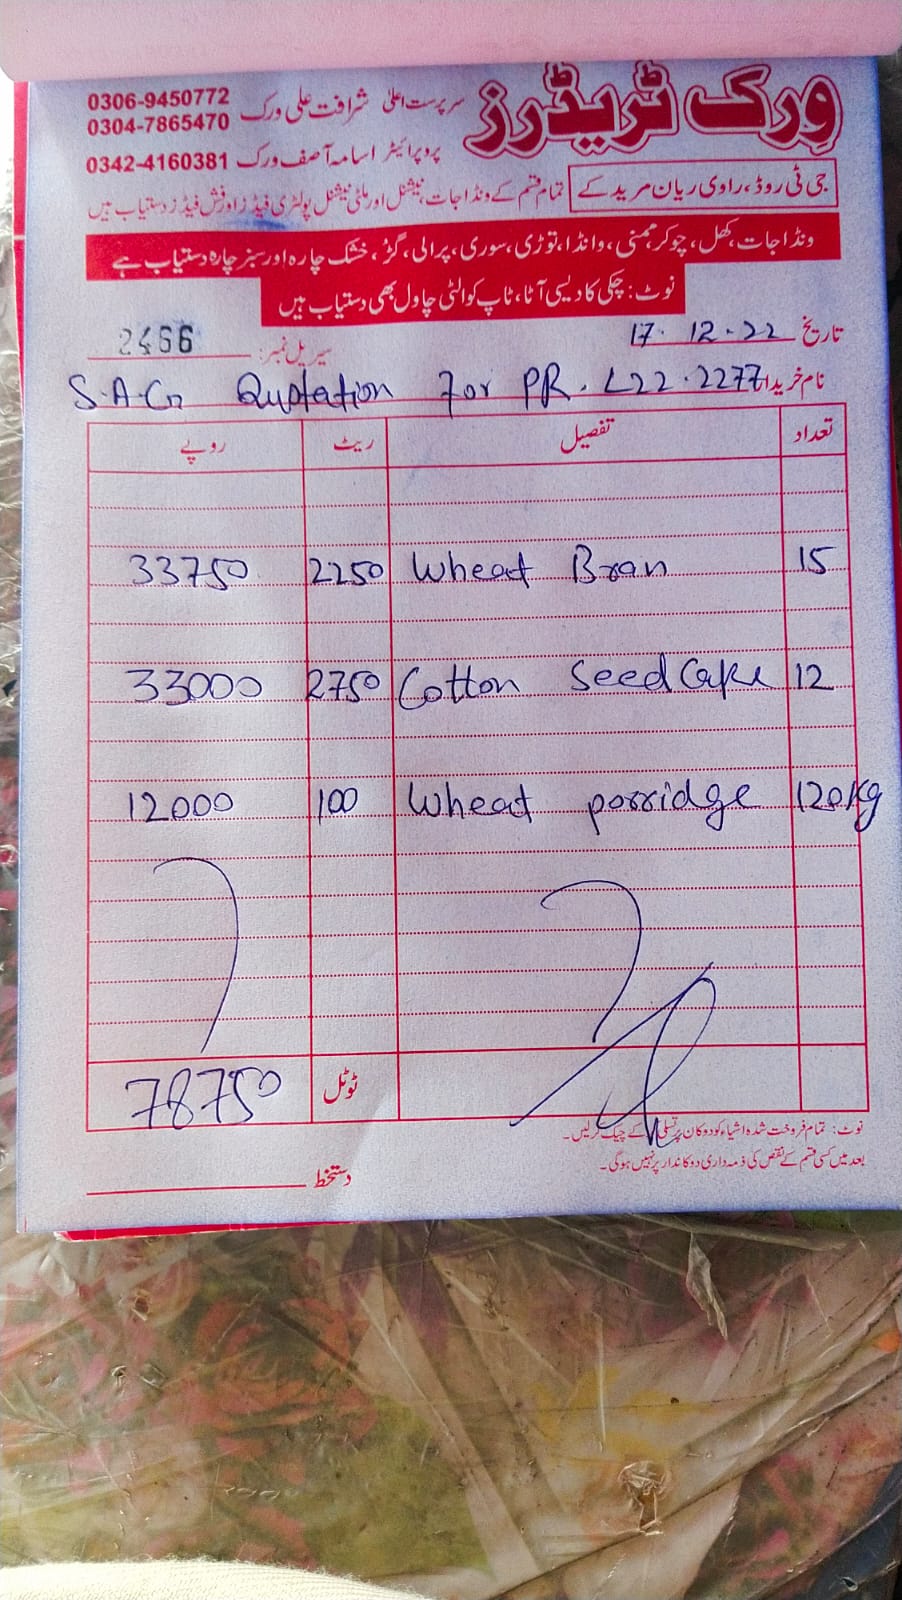 ورک ٹریڈرز
سرپرست اعلیٰ شرافت علی ورک 0306-9450772
0304-7865470
پروپرائیٹر اسامہ آصف ورک 0342-4160381
جی ٹی روڈ، راوی ریان مریدکے
تمام قسم کے ونڈا جات، نیشنل اور ملٹی نیشنل پولٹری فیڈز اور فش فیڈز دستیاب ہیں
ونڈا جات، کھل، چوکر، ممنی، وانڈا، توڑی، سوری، پرالی، گڑ، خشک چارہ اور سبز چارہ دستیاب ہے
نوٹ: چکی کا دیسی آٹا، ٹاپ کوالٹی چاول بھی دستیاب ہیں
تاریخ 17-12-22
سیریل نمبر: 2466
نام خریدار
S.A.G Quotation For PR. L22.2277
تعداد تفصیل ریٹ روپے
15 Wheat Bran 2250 33750
12 Cotton Seed Cake 2750 33000
120kg Wheat porridge 100 12000
ٹوٹل 78750
نوٹ: تمام فروخت شدہ اشیاء کو دوکان پر تسلی کے چیک کر لیں۔
بعد میں کسی قسم کے نقص کی ذمہ داری دوکاندار پر نہیں ہوگی۔
دستخط